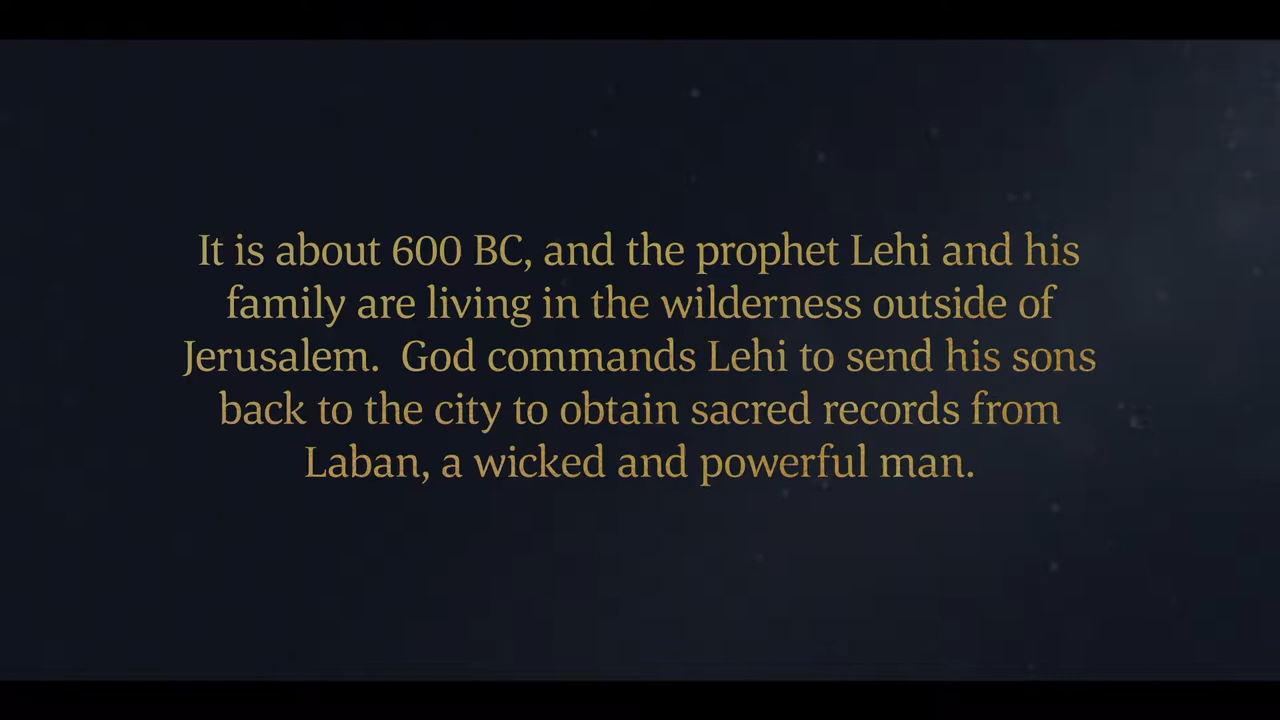 It is about 600 BC, and the prophet Lehi and his
family are living in the wilderness outside of
Jerusalem.  God commands Lehi to send his sons
back to the city to obtain sacred records from
Laban, a wicked and powerful man.